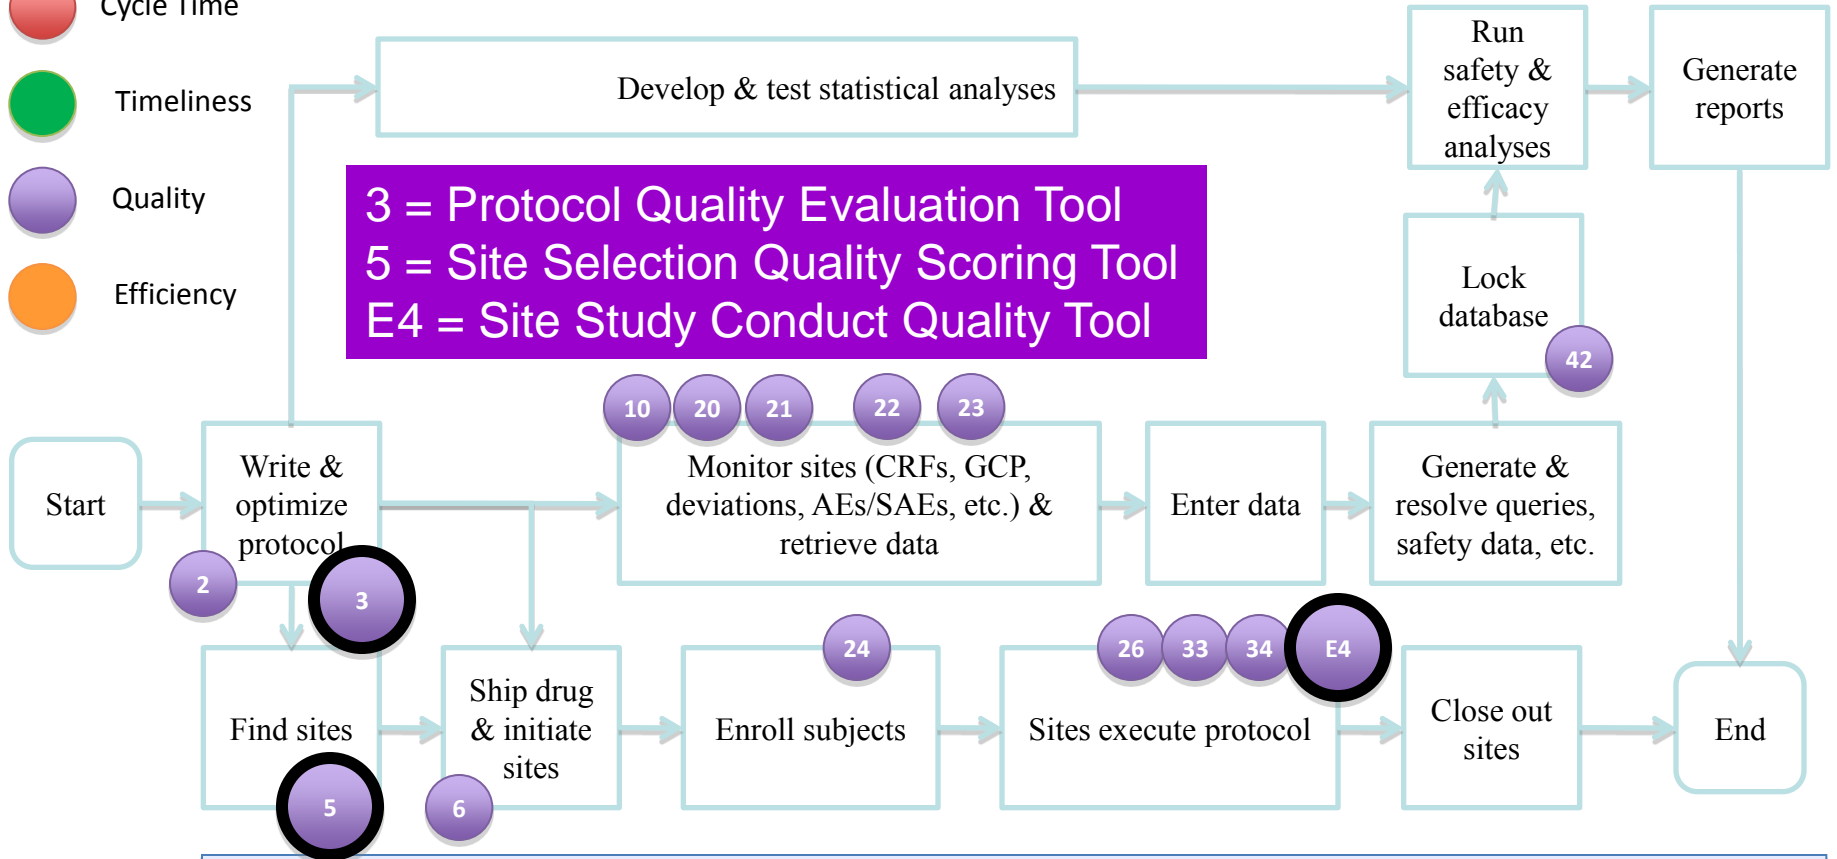 Cycle Time
Timeliness
Quality
Efficiency
Develop & test statistical analyses
Run
safety &
efficacy
analyses
Generate
reports
3 = Protocol Quality Evaluation Tool
5 = Site Selection Quality Scoring Tool
E4 = Site Study Conduct Quality Tool
Lock
database
42
10
20
21
22
23
Start
Write &
optimize
protocol
2
3
Monitor sites (CRFs, GCP,
deviations, AEs/SAEs, etc.) &
retrieve data
Enter data
Generate &
resolve queries,
safety data, etc.
24
26
33
34
E4
Find sites
5
Ship drug
& initiate
sites
6
Enroll subjects
Sites execute protocol
Close out
sites
End